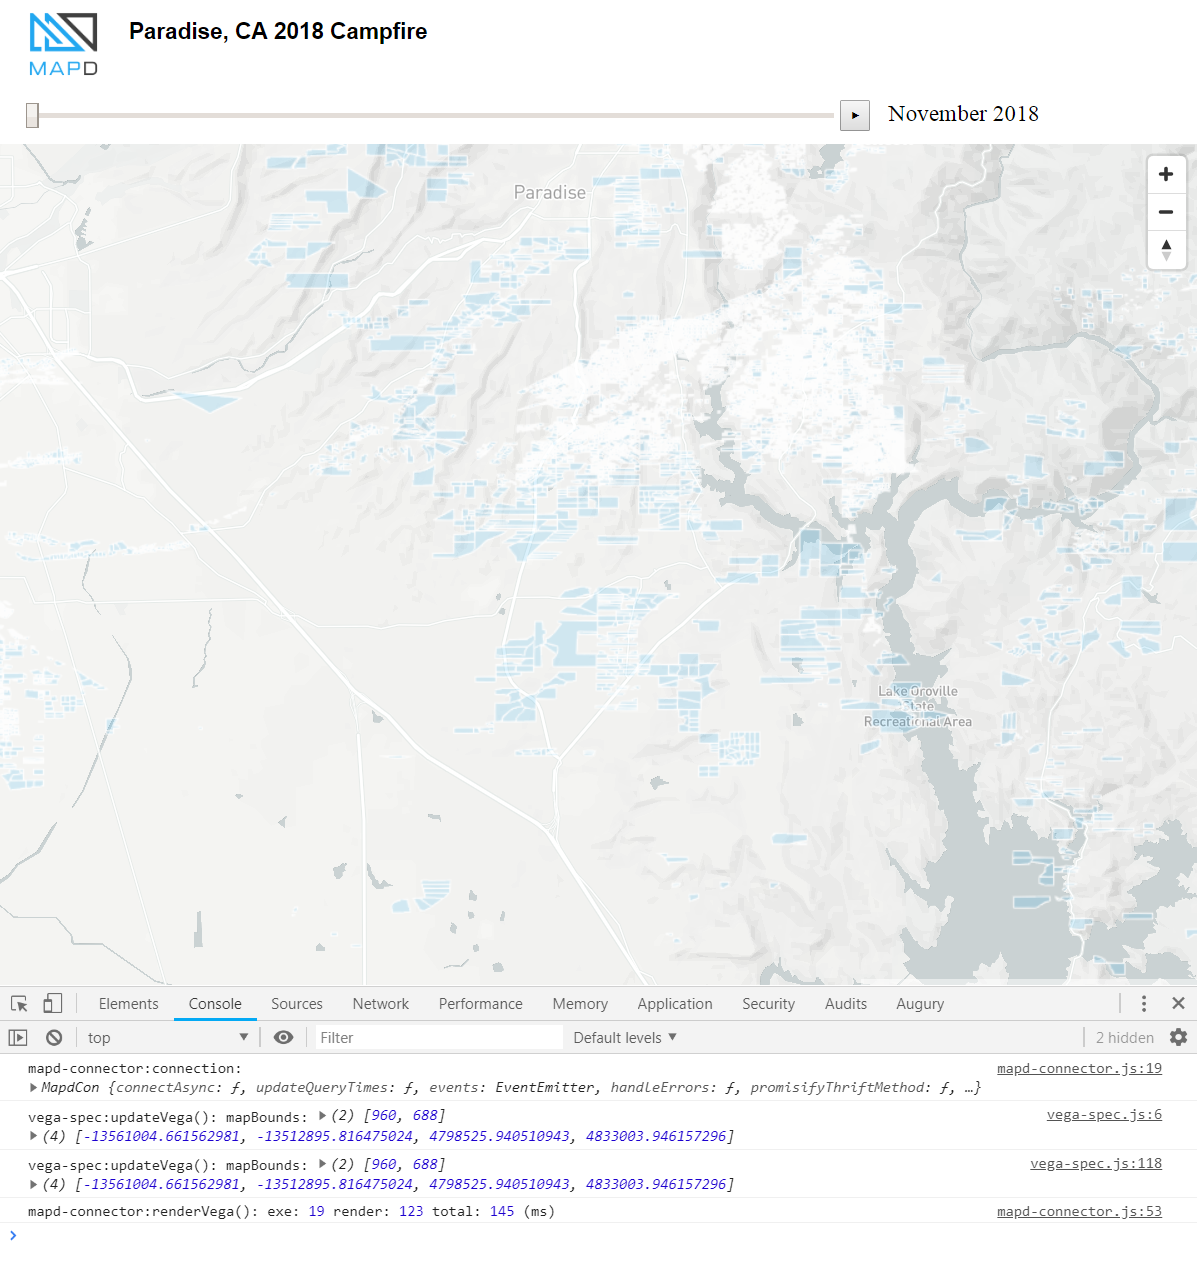 MAPD
Paradise, CA 2018 Campfire
November 2018
Paradise
Lake Oroville
State
Recreational Area
Elements Console Sources Network Performance Memory Application Security Audits Augury
top Filter Default levels 2 hidden
mapd-connector:connection: mapd-connector.js:19
MapdCon {connectAsync: ƒ, updateQueryTimes: ƒ, events: EventEmitter, handleErrors: ƒ, promisifyThriftMethod: ƒ, …}
vega-spec:updateVega(): mapBounds: (2) [960, 688] vega-spec.js:6
(4) [-13561004.661562981, -13512895.816475024, 4798525.940510943, 4833003.946157296]
vega-spec:updateVega(): mapBounds: (2) [960, 688] vega-spec.js:118
(4) [-13561004.661562981, -13512895.816475024, 4798525.940510943, 4833003.946157296]
mapd-connector:renderVega(): exe: 19 render: 123 total: 145 (ms) mapd-connector.js:53